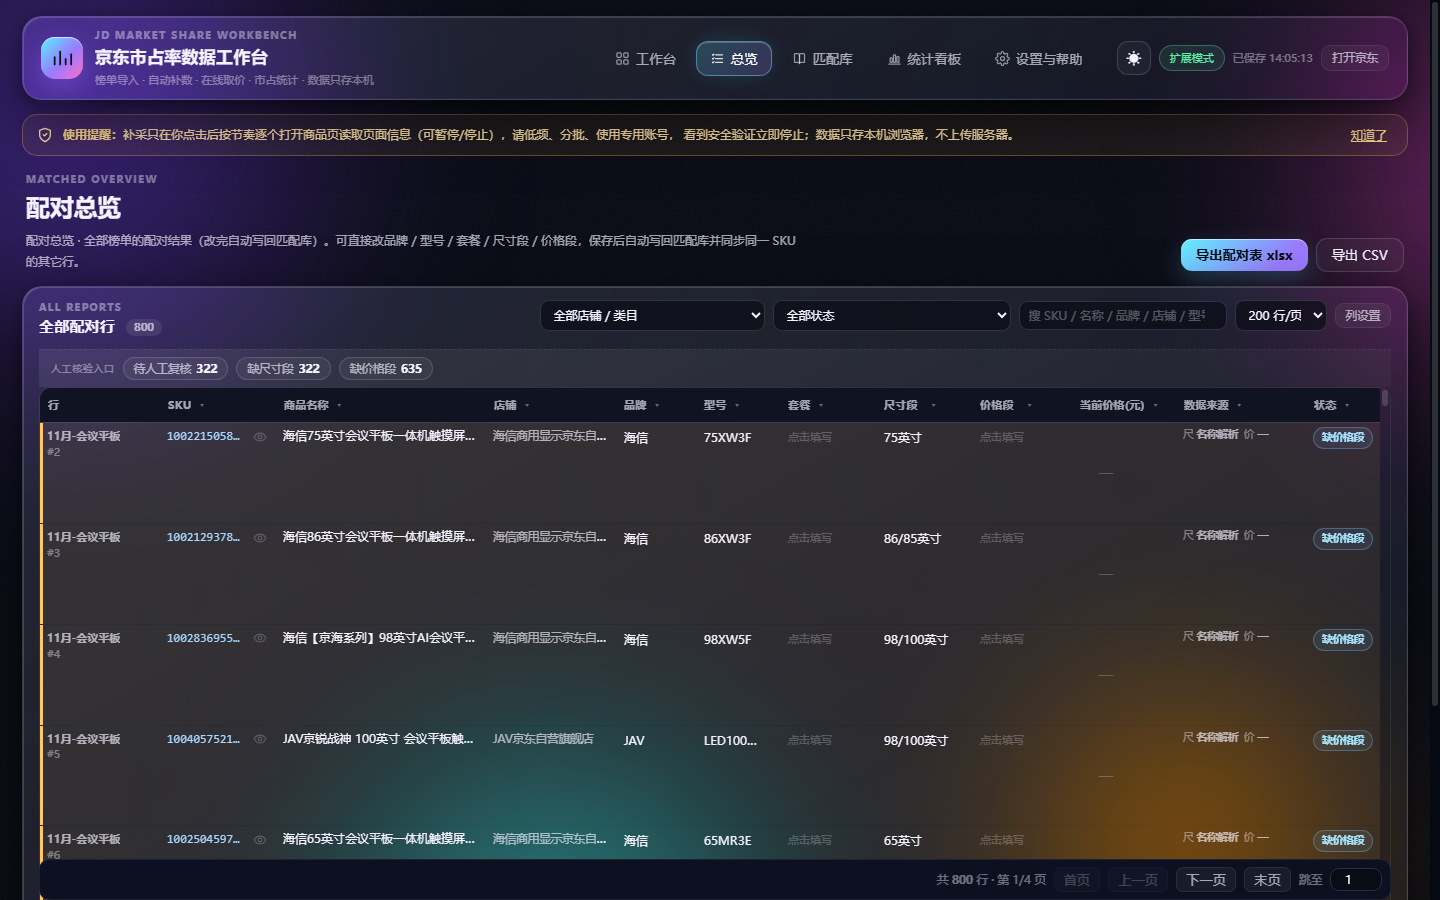 JD MARKET SHARE WORKBENCH
京东市占率数据工作台
榜单导入 · 自动补数 · 在线取价 · 市占统计 · 数据只存本机
工作台 总览 匹配库 统计看板 设置与帮助 扩展模式 已保存 14:05:13 打开京东
使用提醒：补采只在你点击后按节奏逐个打开商品页读取页面信息（可暂停/停止），请低频、分批、使用专用账号， 看到安全验证立即停止；数据只存本机浏览器，不上传服务器。 知道了
MATCHED OVERVIEW
配对总览
配对总览 · 全部榜单的配对结果（改完自动写回匹配库）。可直接改品牌 / 型号 / 套餐 / 尺寸段 / 价格段，保存后自动写回匹配库并同步同一 SKU
的其它行。
导出配对表 xlsx 导出 CSV
ALL REPORTS
全部配对行 800
全部店铺 / 类目 全部状态 搜 SKU / 名称 / 品牌 / 店铺 / 型号 200 行/页 列设置
人工核验入口 待人工复核 322 缺尺寸段 322 缺价格段 635
行 SKU 商品名称 店铺 品牌 型号 套餐 尺寸段 价格段 当前价格(元) 数据来源 状态
11月-会议平板 1002215058... 海信75英寸会议平板一体机触摸屏... 海信商用显示京东自... 海信 75XW3F 点击填写 75英寸 点击填写 尺 名称解析 价 — 缺价格段
#2
—
11月-会议平板 1002129378... 海信86英寸会议平板一体机触摸屏... 海信商用显示京东自... 海信 86XW3F 点击填写 86/85英寸 点击填写 尺 名称解析 价 — 缺价格段
#3
—
11月-会议平板 1002836955... 海信【京海系列】98英寸AI会议平... 海信商用显示京东自... 海信 98XW5F 点击填写 98/100英寸 点击填写 尺 名称解析 价 — 缺价格段
#4
—
11月-会议平板 1004057521... JAV京锐战神 100英寸 会议平板触... JAV京东自营旗舰店 JAV LED100... 点击填写 98/100英寸 点击填写 尺 名称解析 价 — 缺价格段
#5
—
11月-会议平板 1002504597... 海信65英寸会议平板一体机触摸屏... 海信商用显示京东自... 海信 65MR3E 点击填写 65英寸 点击填写 尺 名称解析 价 — 缺价格段
#6
共 800 行 · 第 1/4 页 首页 上一页 下一页 末页 跳至 1